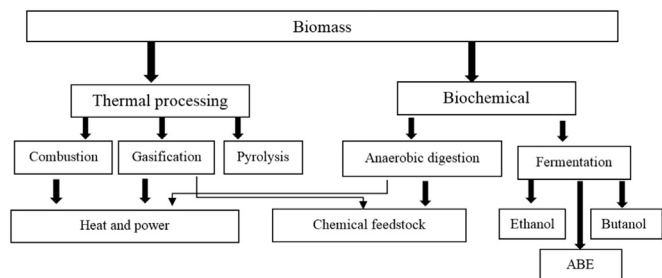 Biomass
Thermal processing
Biochemical
Combustion
Gasification
Pyrolysis
Anaerobic digestion
Fermentation
Heat and power
Chemical feedstock
Ethanol
Butanol
ABE